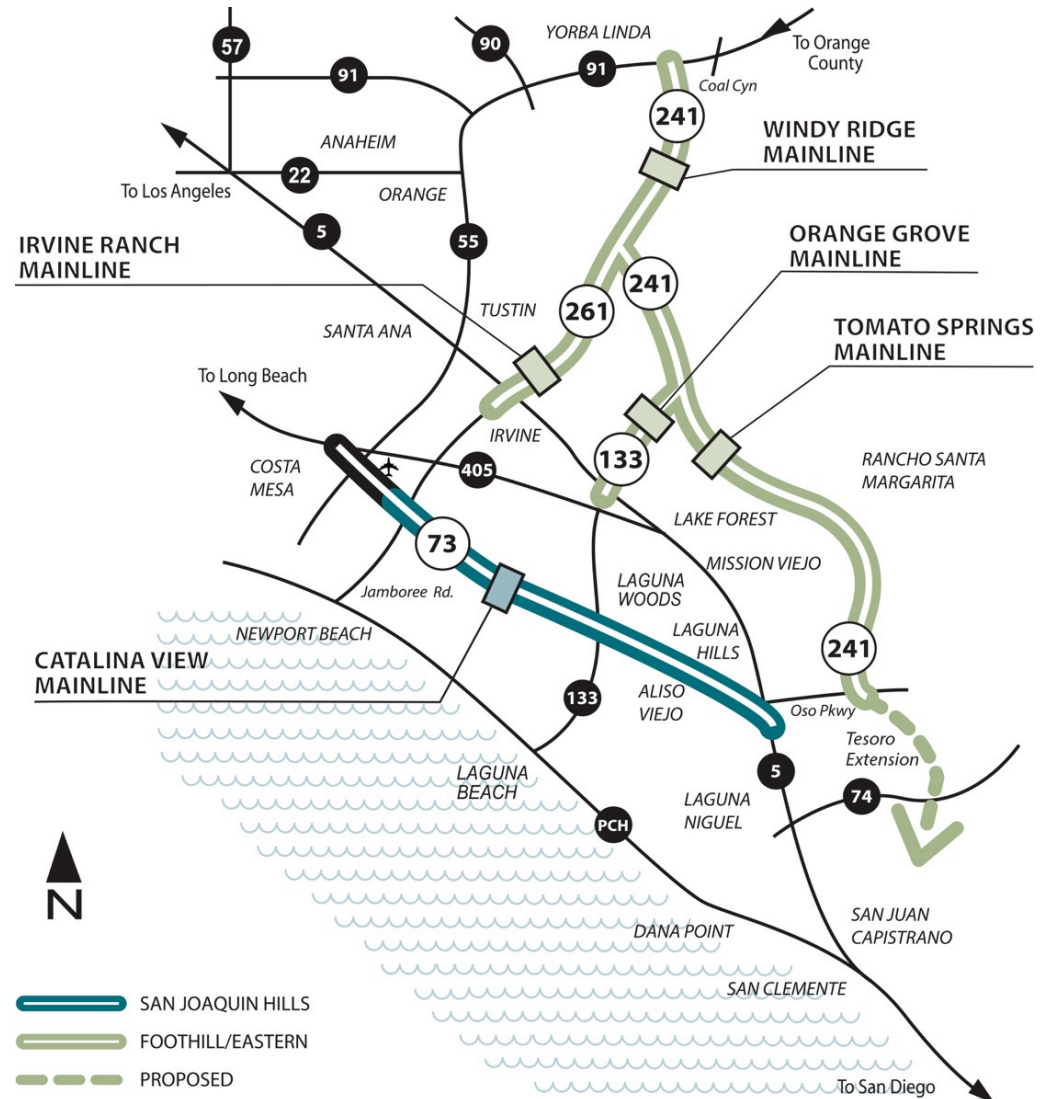 57
90
YORBA LINDA
To Orange
County
91
91
Coal Cyn
241
ANAHEIM
WINDY RIDGE
MAINLINE
22
To Los Angeles
ORANGE
5
55
IRVINE RANCH
MAINLINE
ORANGE GROVE
MAINLINE
241
261
TUSTIN
SANTA ANA
TOMATO SPRINGS
MAINLINE
To Long Beach
IRVINE
COSTA
MESA
405
133
RANCHO SANTA
MARGARITA
LAKE FOREST
73
MISSION VIEJO
Jamboree Rd.
LAGUNA
WOODS
NEWPORT BEACH
LAGUNA
HILLS
241
CATALINA VIEW
MAINLINE
133
ALISO
VIEJO
Oso Pkwy
Tesoro
Extension
5
LAGUNA
BEACH
LAGUNA
NIGUEL
74
PCH
N
DANA POINT
SAN JUAN
CAPISTRANO
SAN CLEMENTE
SAN JOAQUIN HILLS
FOOTHILL/EASTERN
PROPOSED
To San Diego